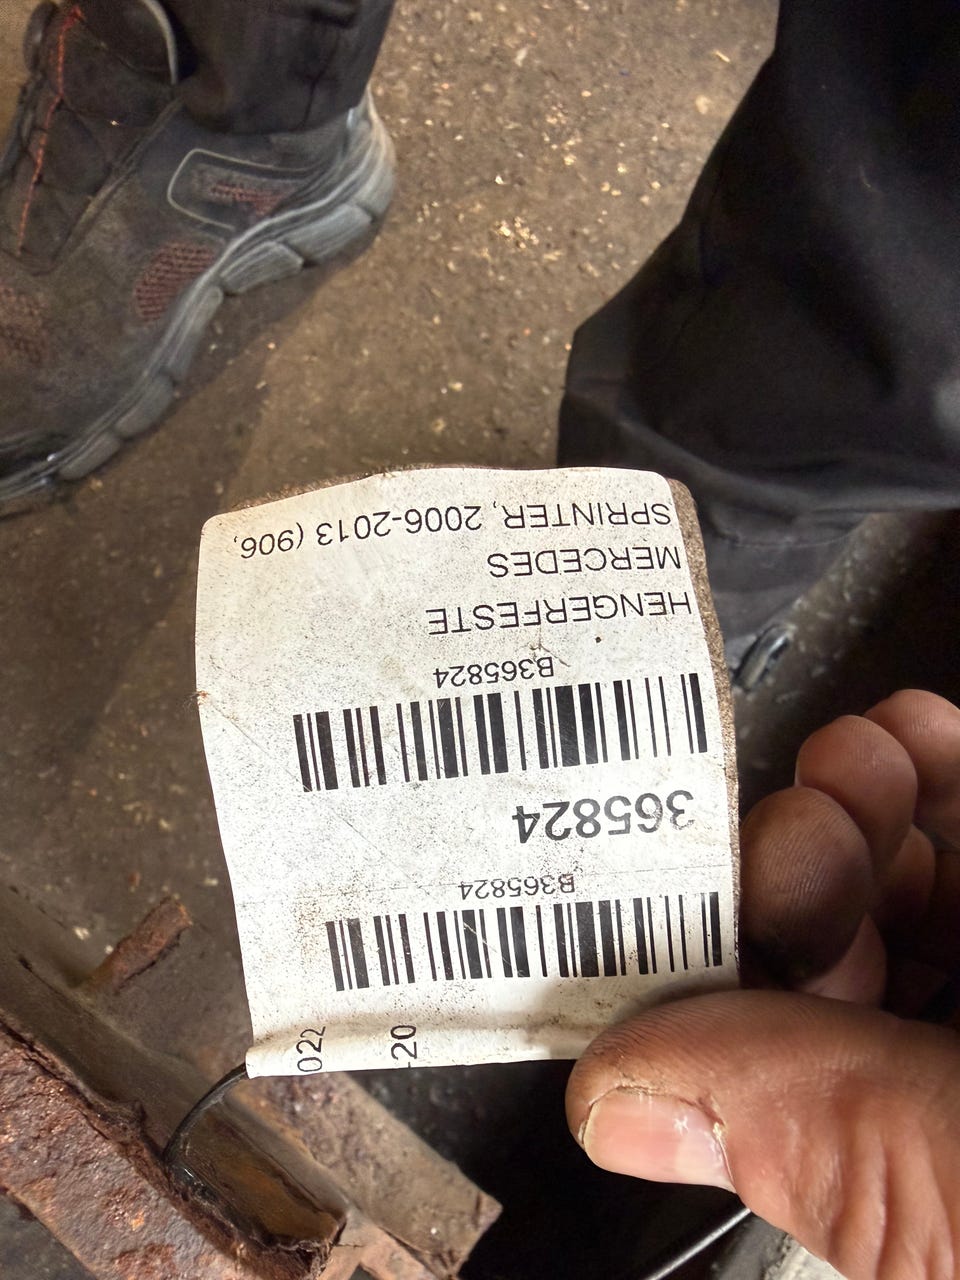 022
-20
B365824
365824
B365824
HENGERFESTE
MERCEDES
SPRINTER, 2006-2013 (906,